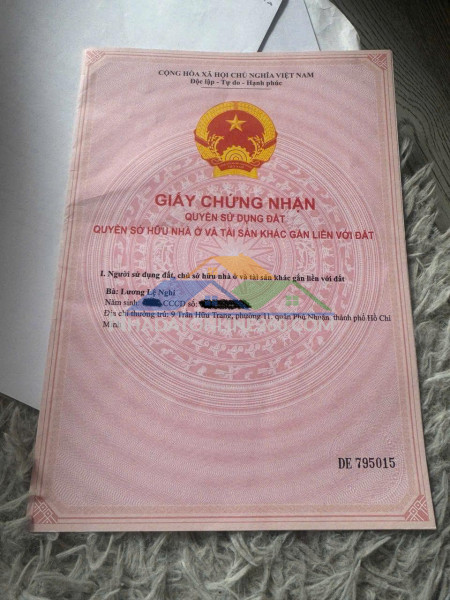 CỘNG HÒA XÃ HỘI CHỦ NGHĨA VIỆT NAM
Độc lập - Tự do - Hạnh phúc
GIẤY CHỨNG NHẬN
QUYỀN SỬ DỤNG ĐẤT
QUYỀN SỞ HỮU NHÀ Ở VÀ TÀI SẢN KHÁC GẮN LIỀN VỚI ĐẤT
I. Người sử dụng đất, chủ sở hữu nhà ở và tài sản khác gắn liền với đất
Bà: Lương Lệ Nghi
Năm sinh: CCCD số:
Địa chỉ thường trú: 9 Trần Hữu Trang, phường 11, quận Phú Nhuận, thành phố Hồ Chí
Minh
DE 795015